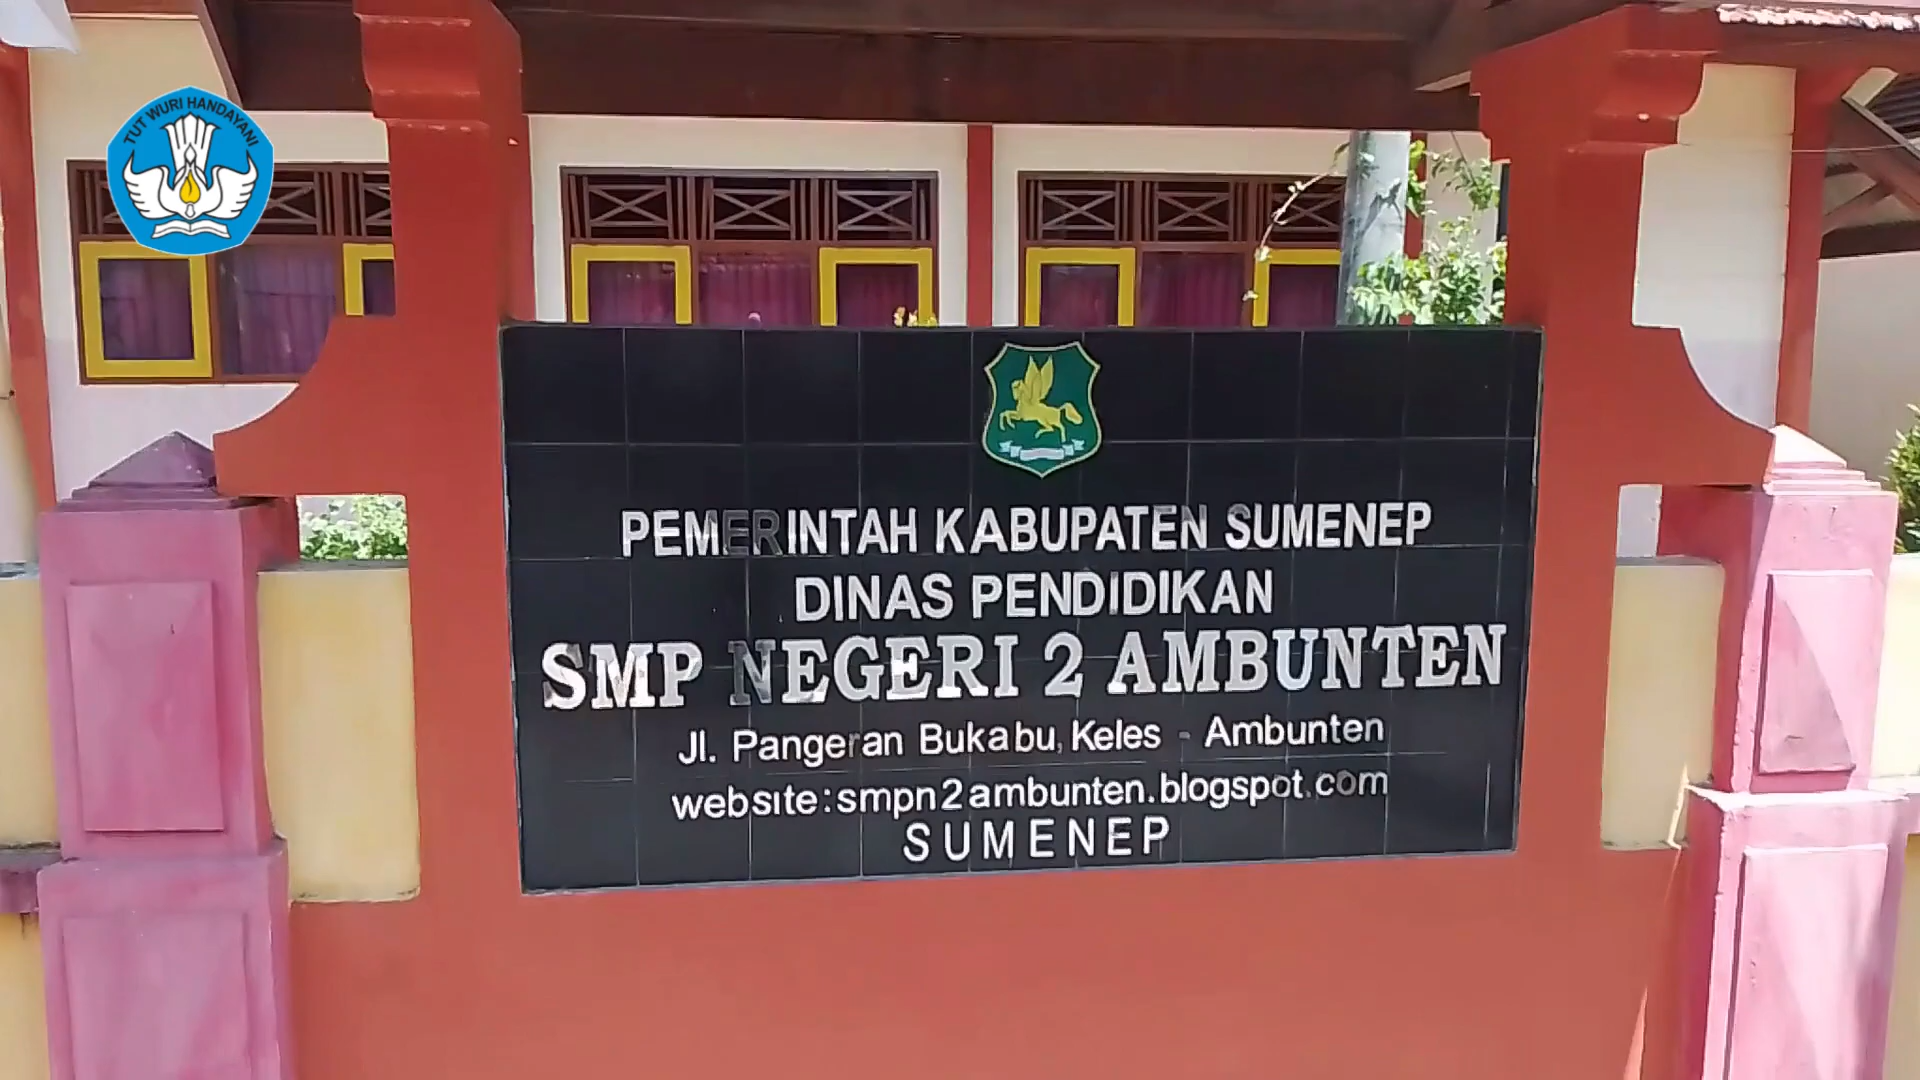 TUT WURI HANDAYANI
PEMERINTAH KABUPATEN SUMENEP
DINAS PENDIDIKAN
SMP NEGERI 2 AMBUNTEN
Jl. Pangeran Bukabu, Keles - Ambunten
website:smpn2ambunten.blogspot.com
SUMENEP